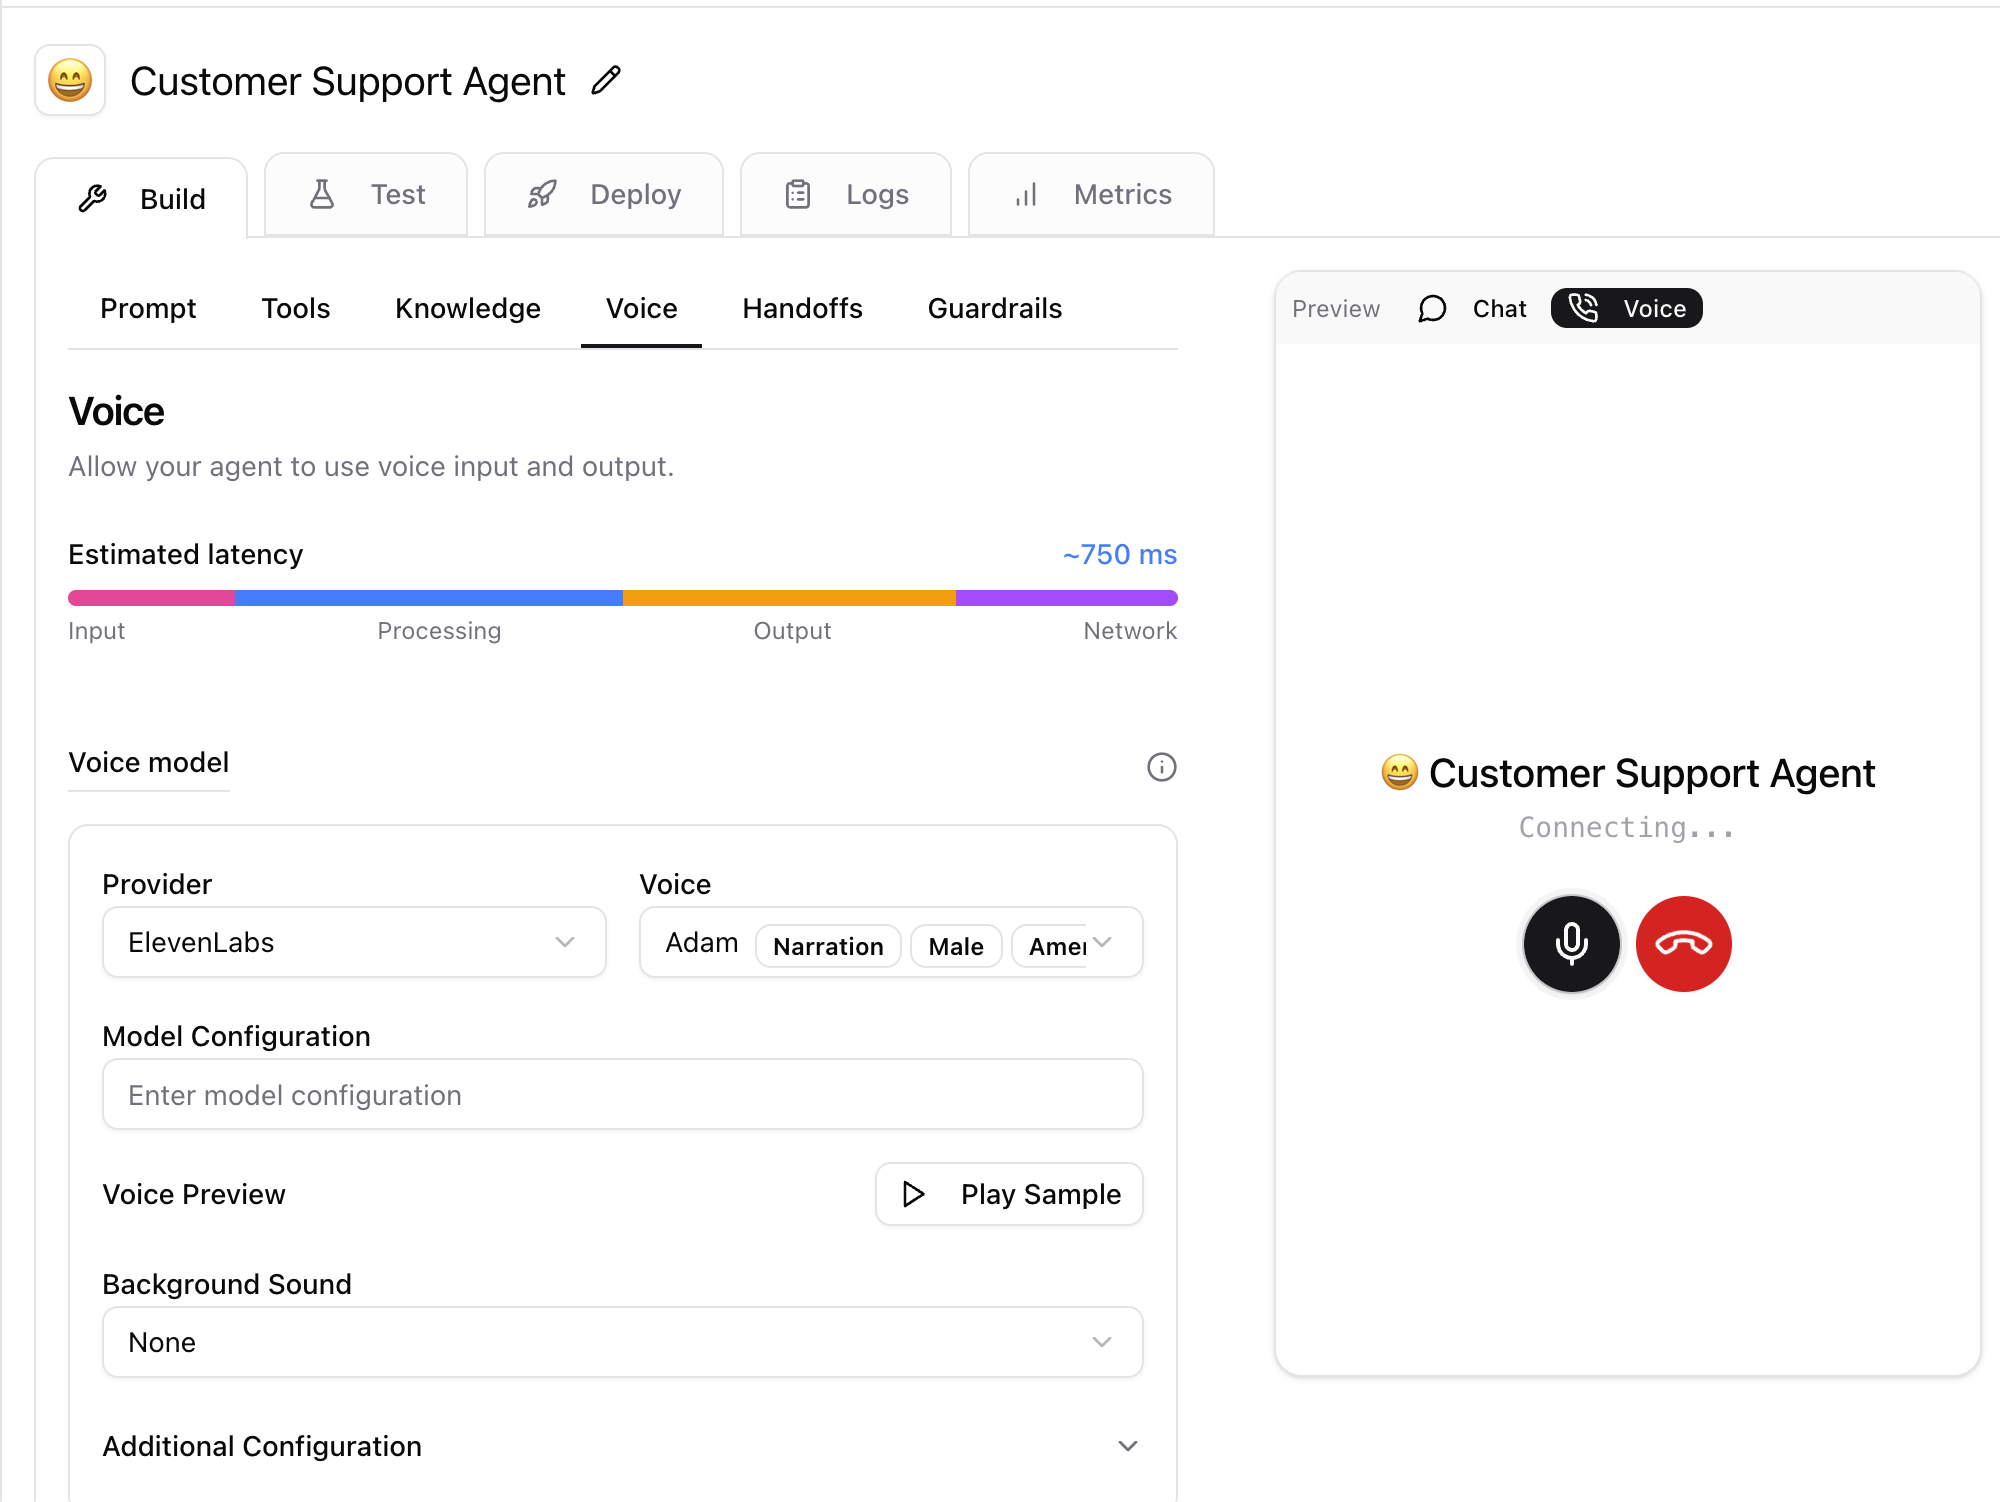 Customer Support Agent
Build
Test
Deploy
Logs
Metrics
Prompt
Tools
Knowledge
Voice
Handoffs
Guardrails
Voice
Allow your agent to use voice input and output.
Estimated latency
~750 ms
Input
Processing
Output
Network
Voice model
Provider
ElevenLabs
Voice
Adam
Narration
Male
Model Configuration
Enter model configuration
Voice Preview
Play Sample
Background Sound
None
Additional Configuration
Preview
Chat
Voice
Customer Support Agent
Connecting...